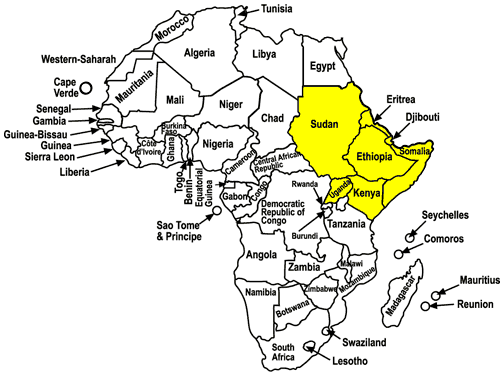 Tunisia
Morocco
Western-Saharah
Algeria
Libya
Egypt
Cape
Verde
Mauritania
Mali
Niger
Chad
Sudan
Eritrea
Djibouti
Senegal
Gambia
Guinea-Bissau
Guinea
Sierra Leon
Liberia
Burkina
Faso
Côte
d'Ivoire
Ghana
Togo
Benin
Nigeria
Cameroon
Central African
Republic
Ethiopia
Somalia
Equatorial
Guinea
Gabon
Congo
Democratic
Republic of
Congo
Rwanda
Burundi
Uganda
Kenya
Sao Tome
& Principe
Tanzania
Seychelles
Comoros
Angola
Zambia
Malawi
Mozambique
Madagascar
Mauritius
Reunion
Namibia
Zimbabwe
Botswana
South
Africa
Swaziland
Lesotho